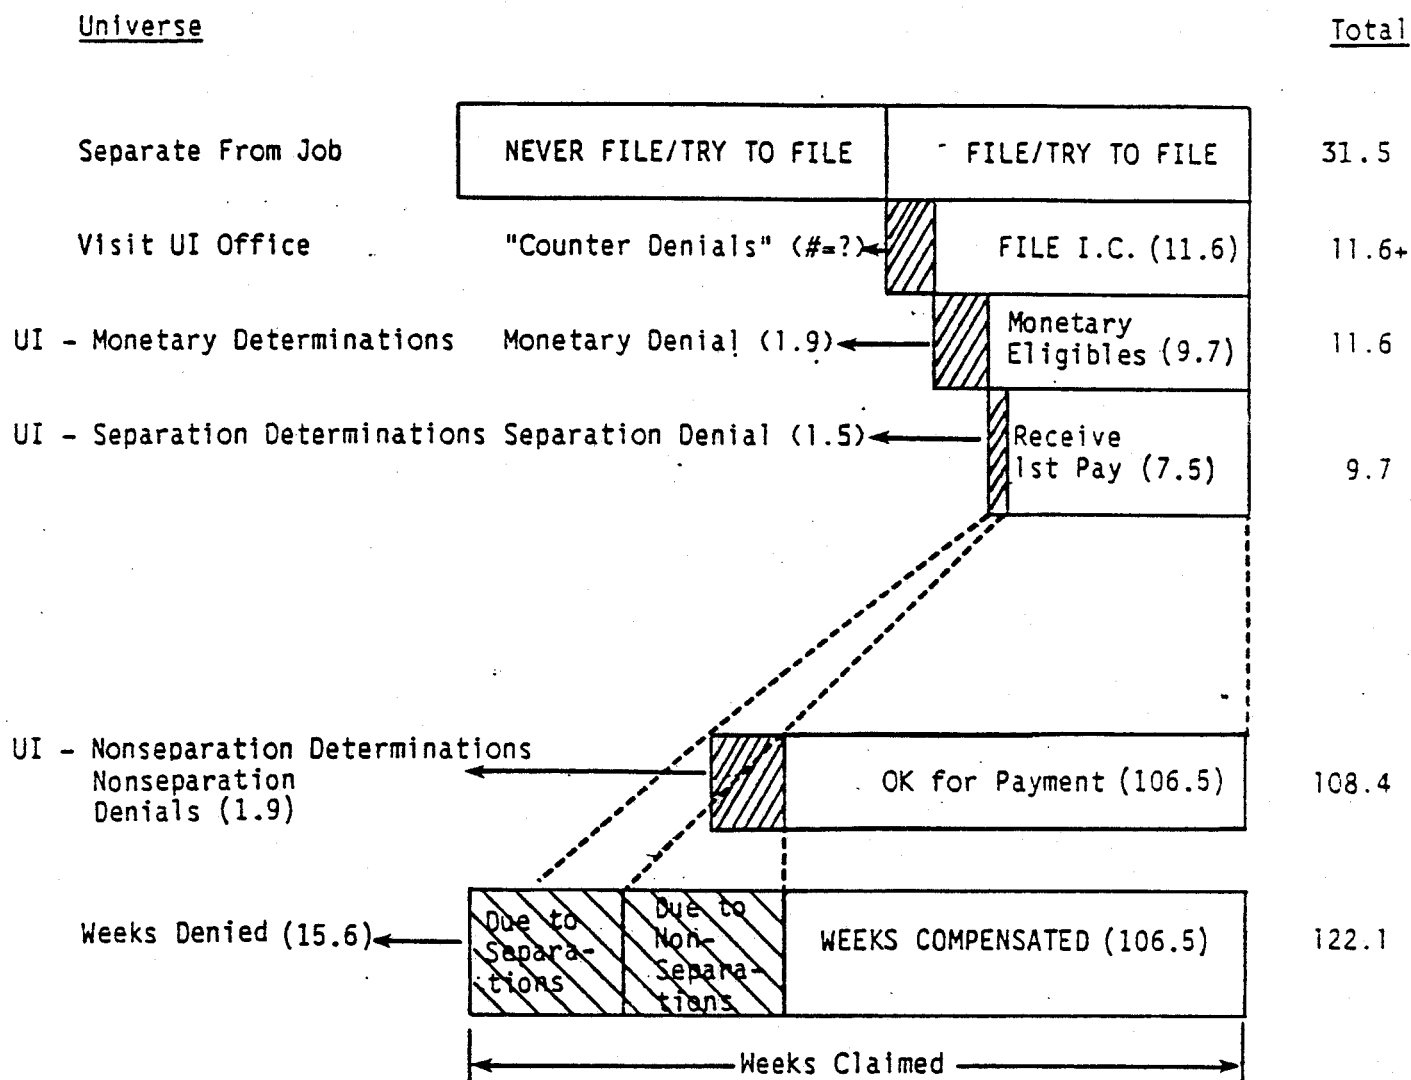 Universe Total
Separate From Job NEVER FILE/TRY TO FILE FILE/TRY TO FILE 31.5
Visit UI Office "Counter Denials" (#=?) FILE I.C. (11.6) 11.6+
UI - Monetary Determinations Monetary Denial (1.9) Monetary Eligibles (9.7) 11.6
UI - Separation Determinations Separation Denial (1.5) Receive
1st Pay (7.5) 9.7
UI - Nonseparation Determinations
Nonseparation
Denials (1.9)
OK for Payment (106.5) 108.4
Weeks Denied (15.6)
Due to
Separa-
tions
Due to
Non-
Separa-
tions
WEEKS COMPENSATED (106.5) 122.1
Weeks Claimed